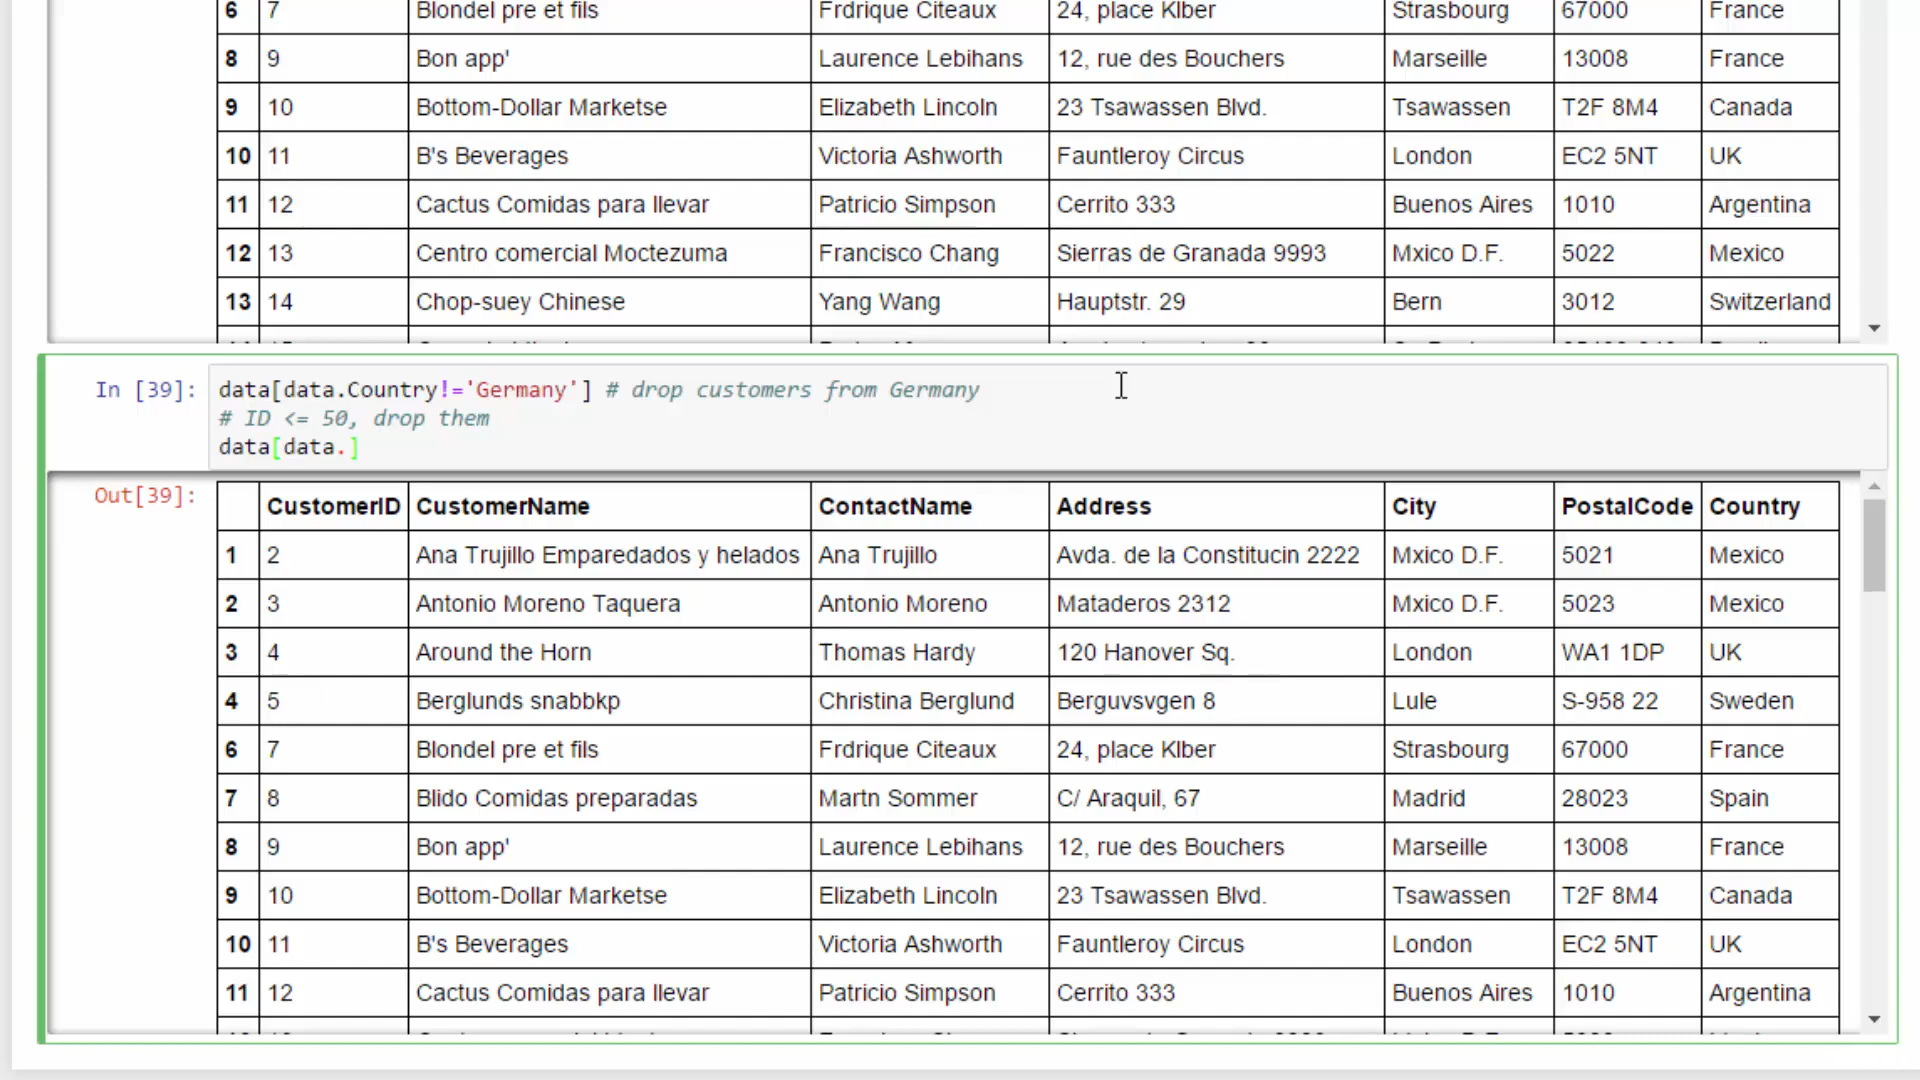 6 7 Blondel pre et fils Frdrique Citeaux 24, place Klber Strasbourg 67000 France
8 9 Bon app' Laurence Lebihans 12, rue des Bouchers Marseille 13008 France
9 10 Bottom-Dollar Marketse Elizabeth Lincoln 23 Tsawassen Blvd. Tsawassen T2F 8M4 Canada
10 11 B's Beverages Victoria Ashworth Fauntleroy Circus London EC2 5NT UK
11 12 Cactus Comidas para llevar Patricio Simpson Cerrito 333 Buenos Aires 1010 Argentina
12 13 Centro comercial Moctezuma Francisco Chang Sierras de Granada 9993 Mxico D.F. 5022 Mexico
13 14 Chop-suey Chinese Yang Wang Hauptstr. 29 Bern 3012 Switzerland
In [39]: data[data.Country!='Germany'] # drop customers from Germany
# ID <= 50, drop them
data[data.]
Out[39]:
CustomerID CustomerName ContactName Address City PostalCode Country
1 2 Ana Trujillo Emparedados y helados Ana Trujillo Avda. de la Constitucin 2222 Mxico D.F. 5021 Mexico
2 3 Antonio Moreno Taquera Antonio Moreno Mataderos 2312 Mxico D.F. 5023 Mexico
3 4 Around the Horn Thomas Hardy 120 Hanover Sq. London WA1 1DP UK
4 5 Berglunds snabbkp Christina Berglund Berguvsvgen 8 Lule S-958 22 Sweden
6 7 Blondel pre et fils Frdrique Citeaux 24, place Klber Strasbourg 67000 France
7 8 Blido Comidas preparadas Martn Sommer C/ Araquil, 67 Madrid 28023 Spain
8 9 Bon app' Laurence Lebihans 12, rue des Bouchers Marseille 13008 France
9 10 Bottom-Dollar Marketse Elizabeth Lincoln 23 Tsawassen Blvd. Tsawassen T2F 8M4 Canada
10 11 B's Beverages Victoria Ashworth Fauntleroy Circus London EC2 5NT UK
11 12 Cactus Comidas para llevar Patricio Simpson Cerrito 333 Buenos Aires 1010 Argentina